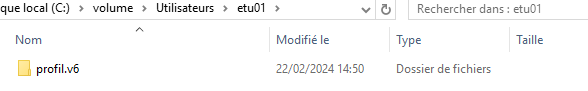 que local (C:) › volume › Utilisateurs › etu01 ›
Rechercher dans : etu01
Nom Modifié le Type Taille
profil.v6 22/02/2024 14:50 Dossier de fichiers